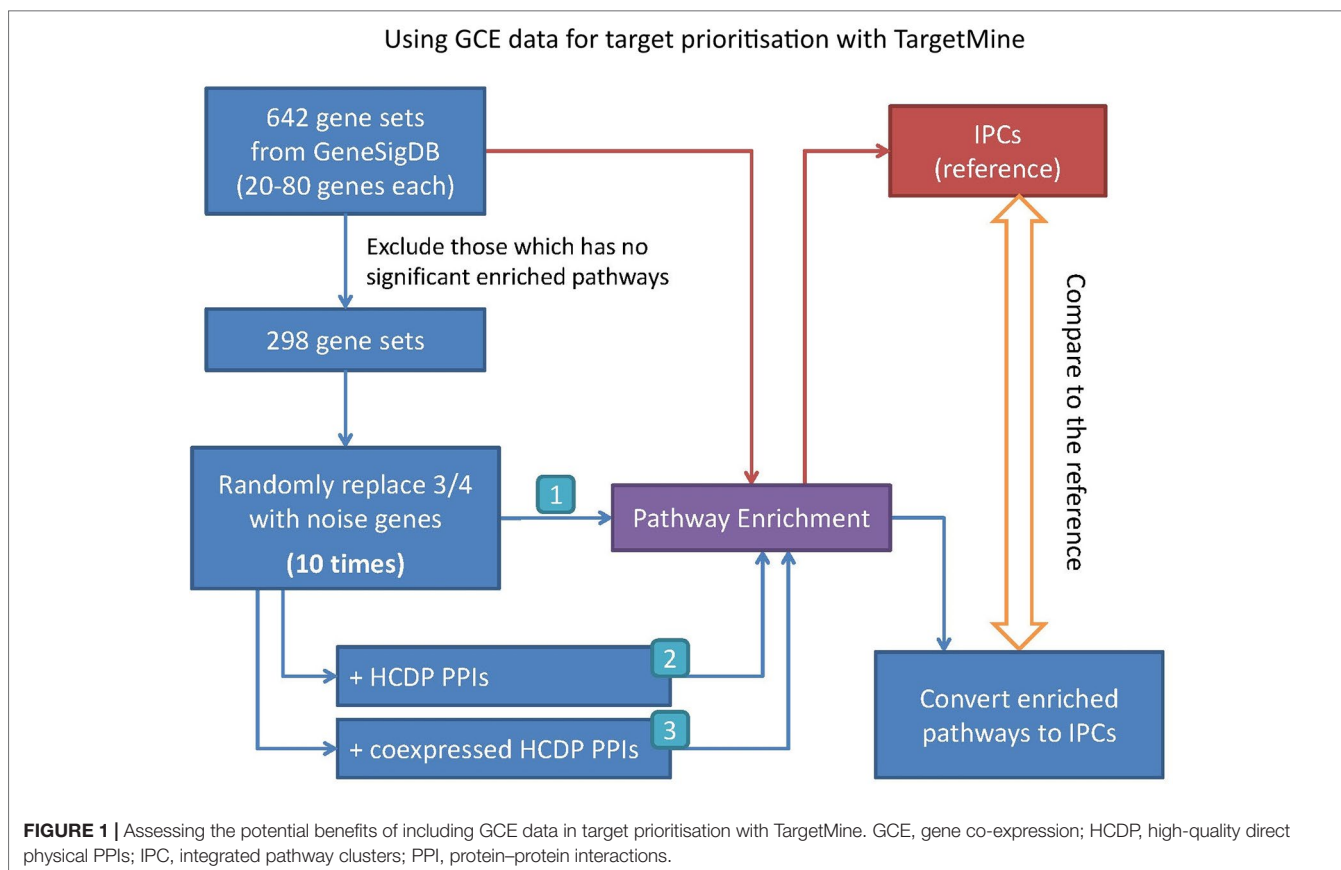 Using GCE data for target prioritisation with TargetMine
642 gene sets
from GeneSigDB
(20-80 genes each)
IPCs
(reference)
Exclude those which has no
significant enriched pathways
298 gene sets
Compare to the reference
Randomly replace 3/4
with noise genes
(10 times)
1
Pathway Enrichment
+ HCDP PPIs
2
+ coexpressed HCDP PPIs
3
Convert enriched
pathways to IPCs
FIGURE 1 | Assessing the potential benefits of including GCE data in target prioritisation with TargetMine. GCE, gene co-expression; HCDP, high-quality direct
physical PPIs; IPC, integrated pathway clusters; PPI, protein–protein interactions.